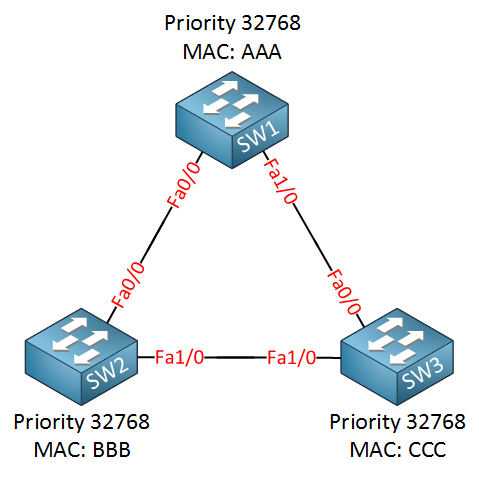 Priority 32768
MAC: AAA
SW1
Fa0/0
Fa1/0
Fa0/0
Fa0/0
SW2
Fa1/0
Fa1/0
SW3
Priority 32768
MAC: BBB
Priority 32768
MAC: CCC